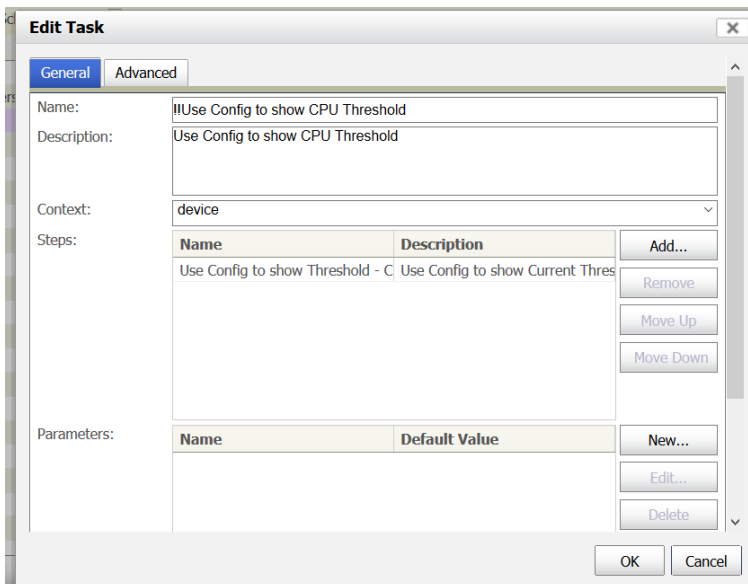 Edit Task
General Advanced
Name: !!Use Config to show CPU Threshold
Description: Use Config to show CPU Threshold
Context: device
Steps: Name Description Add...
Use Config to show Threshold - C Use Config to show Current Thres
Remove
Move Up
Move Down
Parameters: Name Default Value New...
Edit...
Delete
OK Cancel